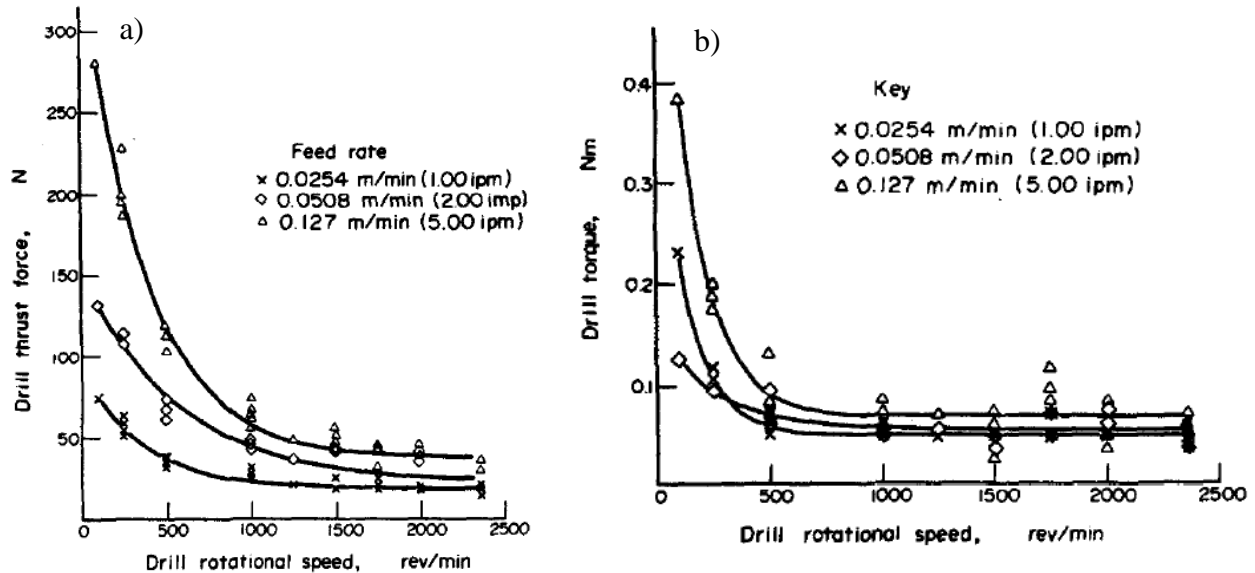 a)
300
250
200
150
100
50
0
500
1000
1500
2000
2500
Drill thrust force, N
Drill rotational speed, rev/min
Feed rate
× 0.0254 m/min (1.00 ipm)
◇ 0.0508 m/min (2.00 imp)
△ 0.127 m/min (5.00 ipm)
b)
0.4
0.3
0.2
0.1
0
0
500
1000
1500
2000
2500
Drill torque, Nm
Drill rotational speed, rev/min
Key
× 0.0254 m/min (1.00 ipm)
◇ 0.0508 m/min (2.00 ipm)
△ 0.127 m/min (5.00 ipm)